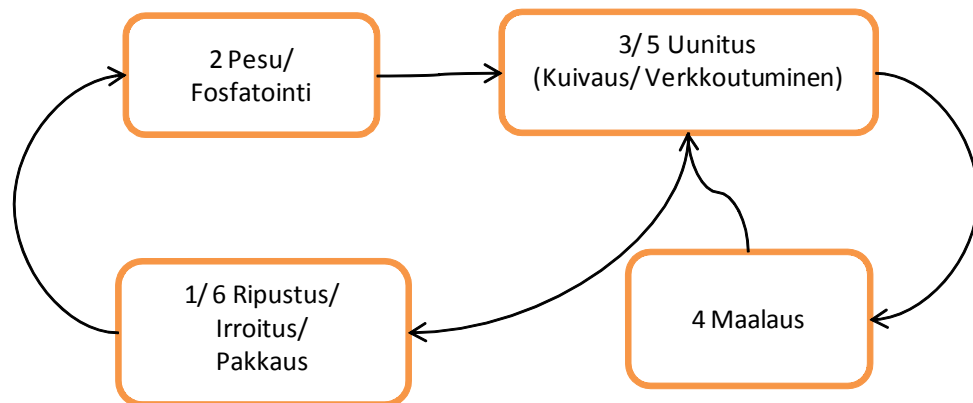 2 Pesu/
Fosfatointi
3/ 5 Uunitus
(Kuivaus/ Verkkoutuminen)
1/ 6 Ripustus/
Irroitus/
Pakkaus
4 Maalaus